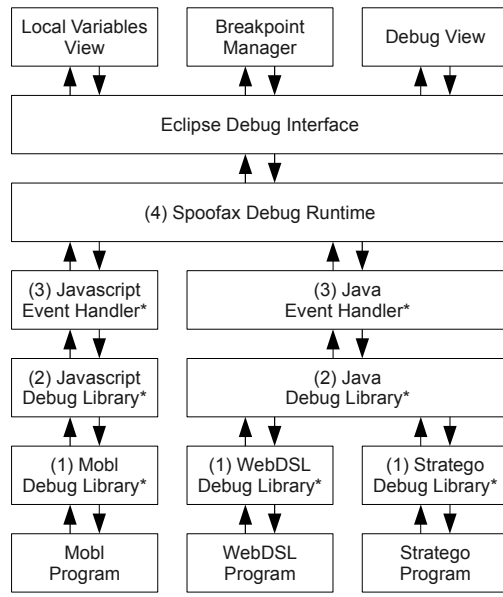 Local Variables
View
Breakpoint
Manager
Debug View
Eclipse Debug Interface
(4) Spoofax Debug Runtime
(3) Javascript
Event Handler*
(3) Java
Event Handler*
(2) Javascript
Debug Library*
(2) Java
Debug Library*
(1) Mobl
Debug Library*
(1) WebDSL
Debug Library*
(1) Stratego
Debug Library*
Mobl
Program
WebDSL
Program
Stratego
Program